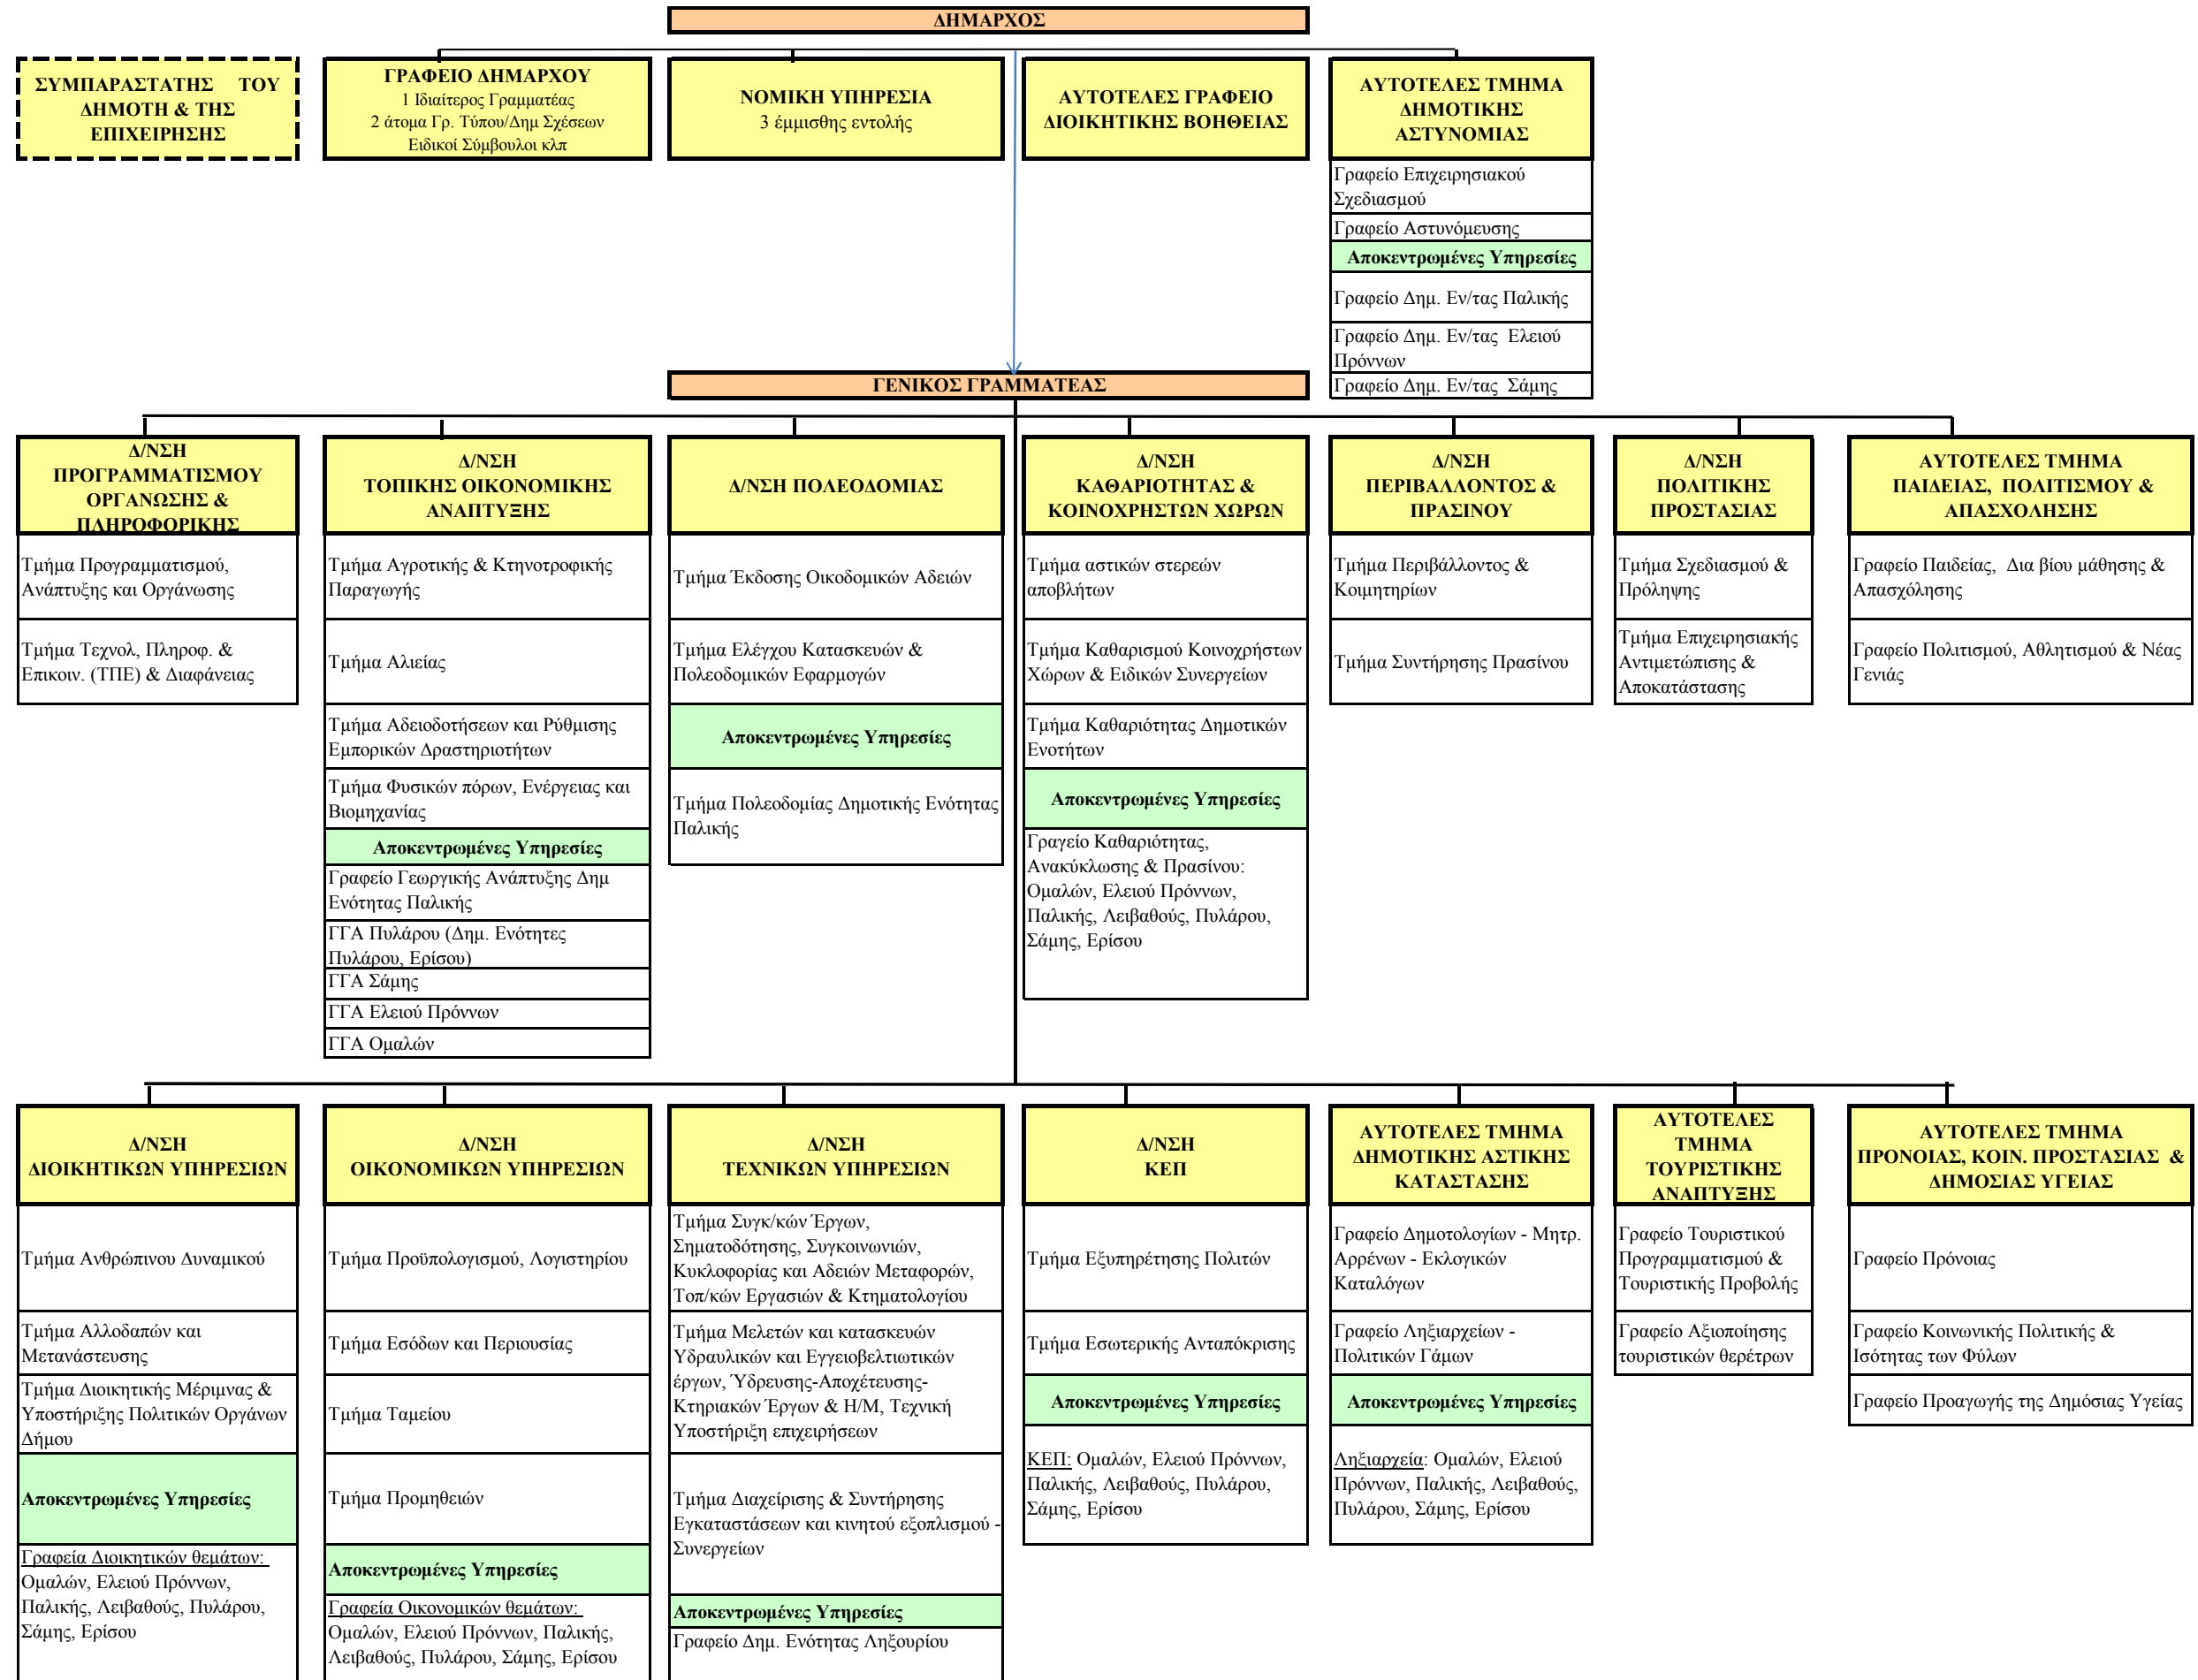 ΔΗΜΑΡΧΟΣ
ΣΥΜΠΑΡΑΣΤΑΤΗΣ ΤΟΥ
ΔΗΜΟΤΗ & ΤΗΣ
ΕΠΙΧΕΙΡΗΣΗΣ
ΓΡΑΦΕΙΟ ΔΗΜΑΡΧΟΥ
1 Ιδιαίτερος Γραμματέας
2 άτομα Γρ. Τύπου/Δημ Σχέσεων
Ειδικοί Σύμβουλοι κλπ
ΝΟΜΙΚΗ ΥΠΗΡΕΣΙΑ
3 έμμισθης εντολής
ΑΥΤΟΤΕΛΕΣ ΓΡΑΦΕΙΟ
ΔΙΟΙΚΗΤΙΚΗΣ ΒΟΗΘΕΙΑΣ
ΑΥΤΟΤΕΛΕΣ ΤΜΗΜΑ
ΔΗΜΟΤΙΚΗΣ
ΑΣΤΥΝΟΜΙΑΣ
Γραφείο Επιχειρησιακού
Σχεδιασμού
Γραφείο Αστυνόμευσης
Αποκεντρωμένες Υπηρεσίες
Γραφείο Δημ. Εν/τας Παλικής
Γραφείο Δημ. Εν/τας Ελειού
Πρόννων
Γραφείο Δημ. Εν/τας Σάμης
ΓΕΝΙΚΟΣ ΓΡΑΜΜΑΤΕΑΣ
Δ/ΝΣΗ
ΠΡΟΓΡΑΜΜΑΤΙΣΜΟΥ
ΟΡΓΑΝΩΣΗΣ &
ΠΛΗΡΟΦΟΡΙΚΗΣ
Τμήμα Προγραμματισμού,
Ανάπτυξης και Οργάνωσης
Τμήμα Τεχνολ, Πληροφ. &
Επικοιν. (ΤΠΕ) & Διαφάνειας
Δ/ΝΣΗ
ΤΟΠΙΚΗΣ ΟΙΚΟΝΟΜΙΚΗΣ
ΑΝΑΠΤΥΞΗΣ
Τμήμα Αγροτικής & Κτηνοτροφικής
Παραγωγής
Τμήμα Αλιείας
Τμήμα Αδειοδοτήσεων και Ρύθμισης
Εμπορικών Δραστηριοτήτων
Τμήμα Φυσικών πόρων, Ενέργειας και
Βιομηχανίας
Αποκεντρωμένες Υπηρεσίες
Γραφείο Γεωργικής Ανάπτυξης Δημ
Ενότητας Παλικής
ΓΓΑ Πυλάρου (Δημ. Ενότητες
Πυλάρου, Ερίσου)
ΓΓΑ Σάμης
ΓΓΑ Ελειού Πρόννων
ΓΓΑ Ομαλών
Δ/ΝΣΗ ΠΟΛΕΟΔΟΜΙΑΣ
Τμήμα Έκδοσης Οικοδομικών Αδειών
Τμήμα Ελέγχου Κατασκευών &
Πολεοδομικών Εφαρμογών
Αποκεντρωμένες Υπηρεσίες
Τμήμα Πολεοδομίας Δημοτικής Ενότητας
Παλικής
Δ/ΝΣΗ
ΚΑΘΑΡΙΟΤΗΤΑΣ &
ΚΟΙΝΟΧΡΗΣΤΩΝ ΧΩΡΩΝ
Τμήμα αστικών στερεών
αποβλήτων
Τμήμα Καθαρισμού Κοινοχρήστων
Χώρων & Ειδικών Συνεργείων
Τμήμα Καθαριότητας Δημοτικών
Ενοτήτων
Αποκεντρωμένες Υπηρεσίες
Γραγείο Καθαριότητας,
Ανακύκλωσης & Πρασίνου:
Ομαλών, Ελειού Πρόννων,
Παλικής, Λειβαθούς, Πυλάρου,
Σάμης, Ερίσου
Δ/ΝΣΗ
ΠΕΡΙΒΑΛΛΟΝΤΟΣ &
ΠΡΑΣΙΝΟΥ
Τμήμα Περιβάλλοντος &
Κοιμητηρίων
Τμήμα Συντήρησης Πρασίνου
Δ/ΝΣΗ
ΠΟΛΙΤΙΚΗΣ
ΠΡΟΣΤΑΣΙΑΣ
Τμήμα Σχεδιασμού &
Πρόληψης
Τμήμα Επιχειρησιακής
Αντιμετώπισης &
Αποκατάστασης
ΑΥΤΟΤΕΛΕΣ ΤΜΗΜΑ
ΠΑΙΔΕΙΑΣ, ΠΟΛΙΤΙΣΜΟΥ &
ΑΠΑΣΧΟΛΗΣΗΣ
Γραφείο Παιδείας, Δια βίου μάθησης &
Απασχόλησης
Γραφείο Πολιτισμού, Αθλητισμού & Νέας
Γενιάς
Δ/ΝΣΗ
ΔΙΟΙΚΗΤΙΚΩΝ ΥΠΗΡΕΣΙΩΝ
Τμήμα Ανθρώπινου Δυναμικού
Τμήμα Αλλοδαπών και
Μετανάστευσης
Τμήμα Διοικητικής Μέριμνας &
Υποστήριξης Πολιτικών Οργάνων
Δήμου
Αποκεντρωμένες Υπηρεσίες
Γραφεία Διοικητικών θεμάτων:
Ομαλών, Ελειού Πρόννων,
Παλικής, Λειβαθούς, Πυλάρου,
Σάμης, Ερίσου
Δ/ΝΣΗ
ΟΙΚΟΝΟΜΙΚΩΝ ΥΠΗΡΕΣΙΩΝ
Τμήμα Προϋπολογισμού, Λογιστηρίου
Τμήμα Εσόδων και Περιουσίας
Τμήμα Ταμείου
Τμήμα Προμηθειών
Αποκεντρωμένες Υπηρεσίες
Γραφεία Οικονομικών θεμάτων:
Ομαλών, Ελειού Πρόννων, Παλικής,
Λειβαθούς, Πυλάρου, Σάμης, Ερίσου
Δ/ΝΣΗ
ΤΕΧΝΙΚΩΝ ΥΠΗΡΕΣΙΩΝ
Τμήμα Συγκ/κών Έργων,
Σηματοδότησης, Συγκοινωνιών,
Κυκλοφορίας και Αδειών Μεταφορών,
Τοπ/κών Εργασιών & Κτηματολογίου
Τμήμα Μελετών και κατασκευών
Υδραυλικών και Εγγειοβελτιωτικών
έργων, Ύδρευσης-Αποχέτευσης-
Κτηριακών Έργων & Η/Μ, Τεχνική
Υποστήριξη επιχειρήσεων
Τμήμα Διαχείρισης & Συντήρησης
Εγκαταστάσεων και κινητού εξοπλισμού -
Συνεργείων
Αποκεντρωμένες Υπηρεσίες
Γραφείο Δημ. Ενότητας Ληξουρίου
Δ/ΝΣΗ
ΚΕΠ
Τμήμα Εξυπηρέτησης Πολιτών
Τμήμα Εσωτερικής Ανταπόκρισης
Αποκεντρωμένες Υπηρεσίες
ΚΕΠ: Ομαλών, Ελειού Πρόννων,
Παλικής, Λειβαθούς, Πυλάρου,
Σάμης, Ερίσου
ΑΥΤΟΤΕΛΕΣ ΤΜΗΜΑ
ΔΗΜΟΤΙΚΗΣ ΑΣΤΙΚΗΣ
ΚΑΤΑΣΤΑΣΗΣ
Γραφείο Δημοτολογίων - Μητρ.
Αρρένων - Εκλογικών
Καταλόγων
Γραφείο Ληξιαρχείων -
Πολιτικών Γάμων
Αποκεντρωμένες Υπηρεσίες
Ληξιαρχεία: Ομαλών, Ελειού
Πρόννων, Παλικής, Λειβαθούς,
Πυλάρου, Σάμης, Ερίσου
ΑΥΤΟΤΕΛΕΣ
ΤΜΗΜΑ
ΤΟΥΡΙΣΤΙΚΗΣ
ΑΝΑΠΤΥΞΗΣ
Γραφείο Τουριστικού
Προγραμματισμού &
Τουριστικής Προβολής
Γραφείο Αξιοποίησης
τουριστικών θερέτρων
ΑΥΤΟΤΕΛΕΣ ΤΜΗΜΑ
ΠΡΟΝΟΙΑΣ, ΚΟΙΝ. ΠΡΟΣΤΑΣΙΑΣ &
ΔΗΜΟΣΙΑΣ ΥΓΕΙΑΣ
Γραφείο Πρόνοιας
Γραφείο Κοινωνικής Πολιτικής &
Ισότητας των Φύλων
Γραφείο Προαγωγής της Δημόσιας Υγείας